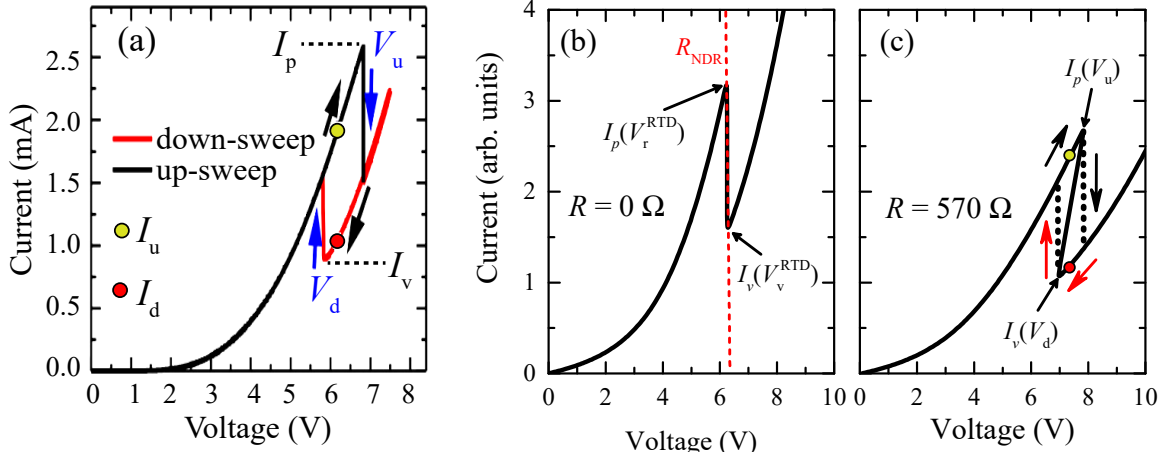 (a)
I_p
V_u
down-sweep
up-sweep
I_u
I_d
V_d
I_v
Current (mA)
0.0
0.5
1.0
1.5
2.0
2.5
0 1 2 3 4 5 6 7 8
Voltage (V)
(b)
R_NDR
I_p(V_r^RTD)
R = 0 Ω
I_v(V_v^RTD)
Current (arb. units)
0
1
2
3
4
0 2 4 6 8
Voltage (V)
(c)
I_p(V_u)
R = 570 Ω
I_v(V_d)
0 2 4 6 8 10
Voltage (V)